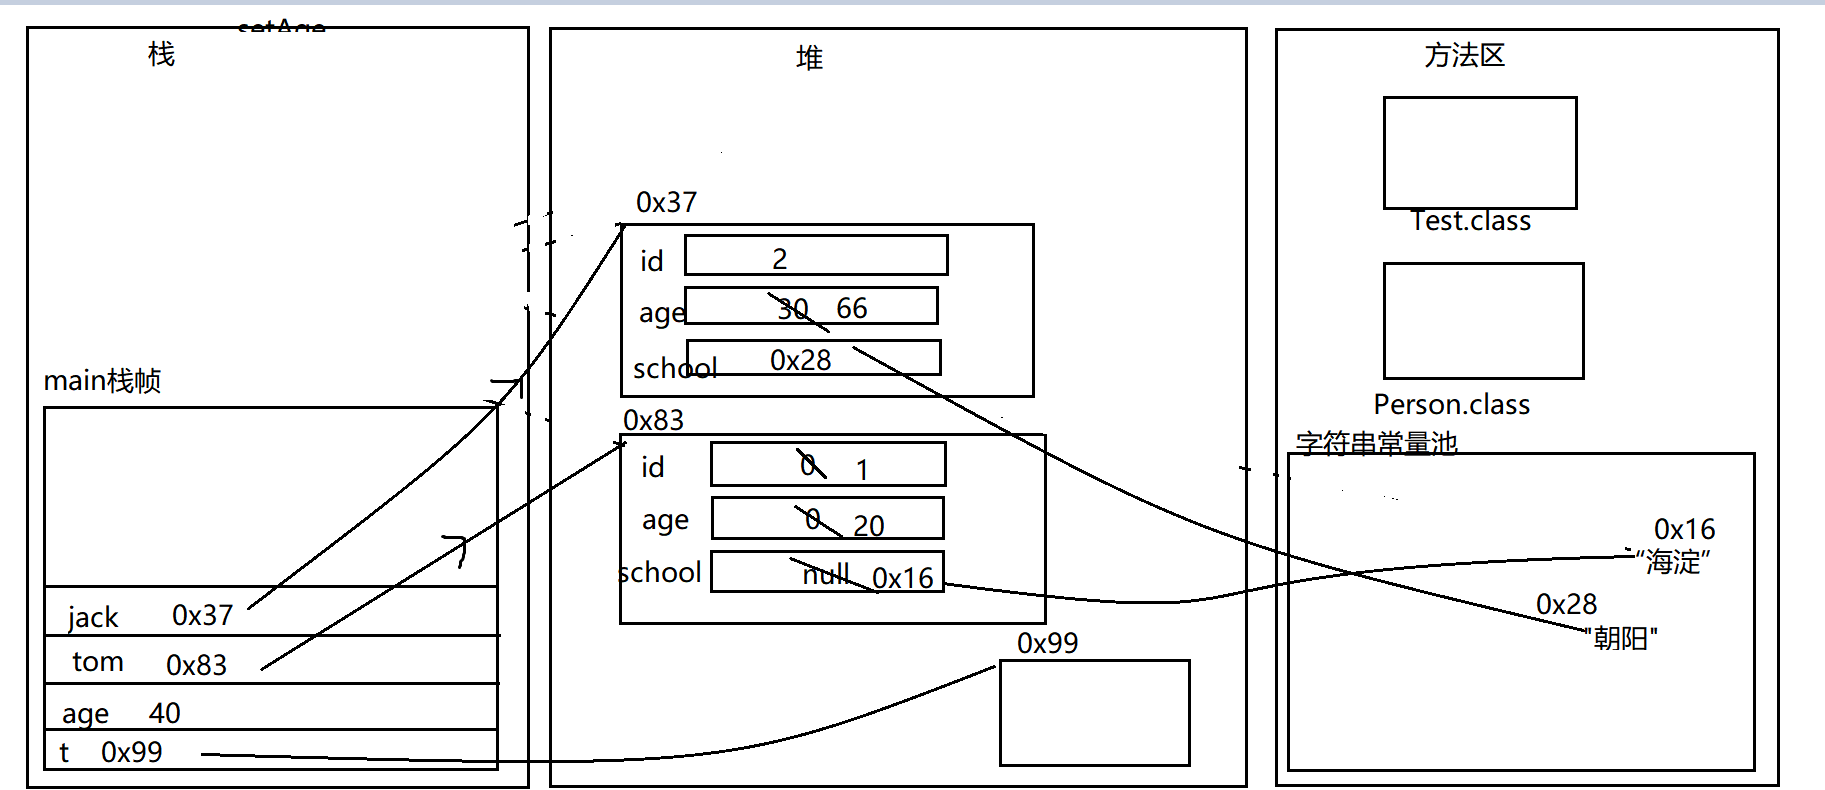 setAge
栈
main栈帧
jack 0x37
tom 0x83
age 40
t 0x99
堆
0x37
id 2
age 30 66
school 0x28
0x83
id 0 1
age 0 20
school null 0x16
0x99
方法区
Test.class
Person.class
字符串常量池
0x16
“海淀”
0x28
"朝阳"